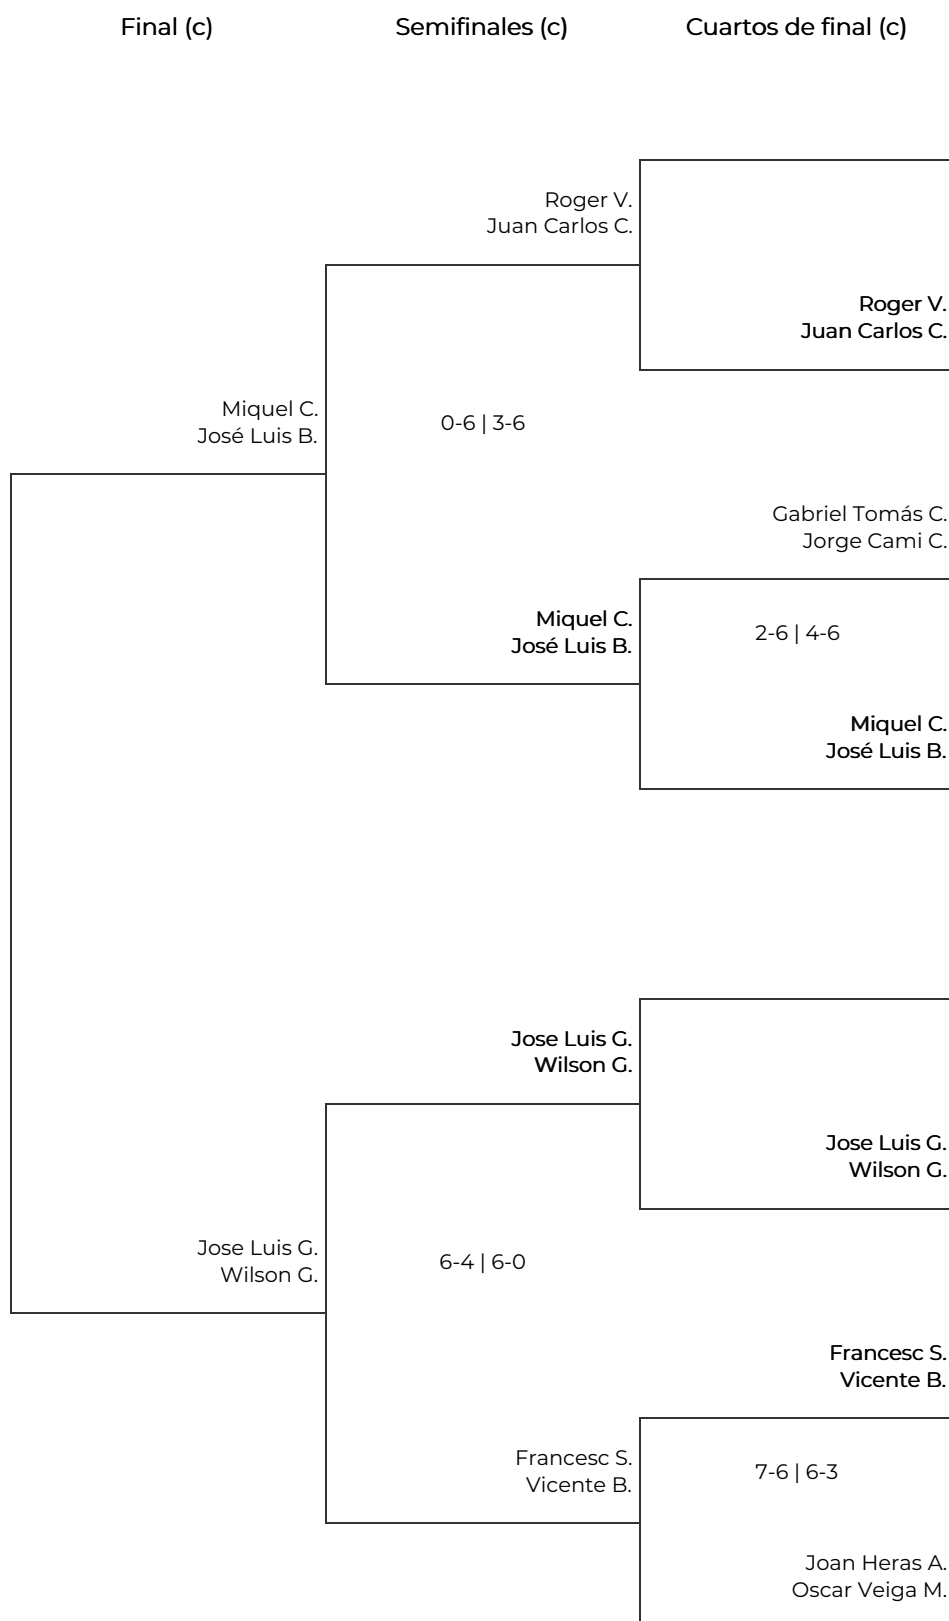 Final (c)
Semifinales (c)
Cuartos de final (c)
Roger V.
Juan Carlos C.
Roger V.
Juan Carlos C.
Miquel C.
José Luis B.
0-6 | 3-6
Gabriel Tomás C.
Jorge Cami C.
Miquel C.
José Luis B.
2-6 | 4-6
Miquel C.
José Luis B.
Jose Luis G.
Wilson G.
Jose Luis G.
Wilson G.
Jose Luis G.
Wilson G.
6-4 | 6-0
Francesc S.
Vicente B.
Francesc S.
Vicente B.
7-6 | 6-3
Joan Heras A.
Oscar Veiga M.